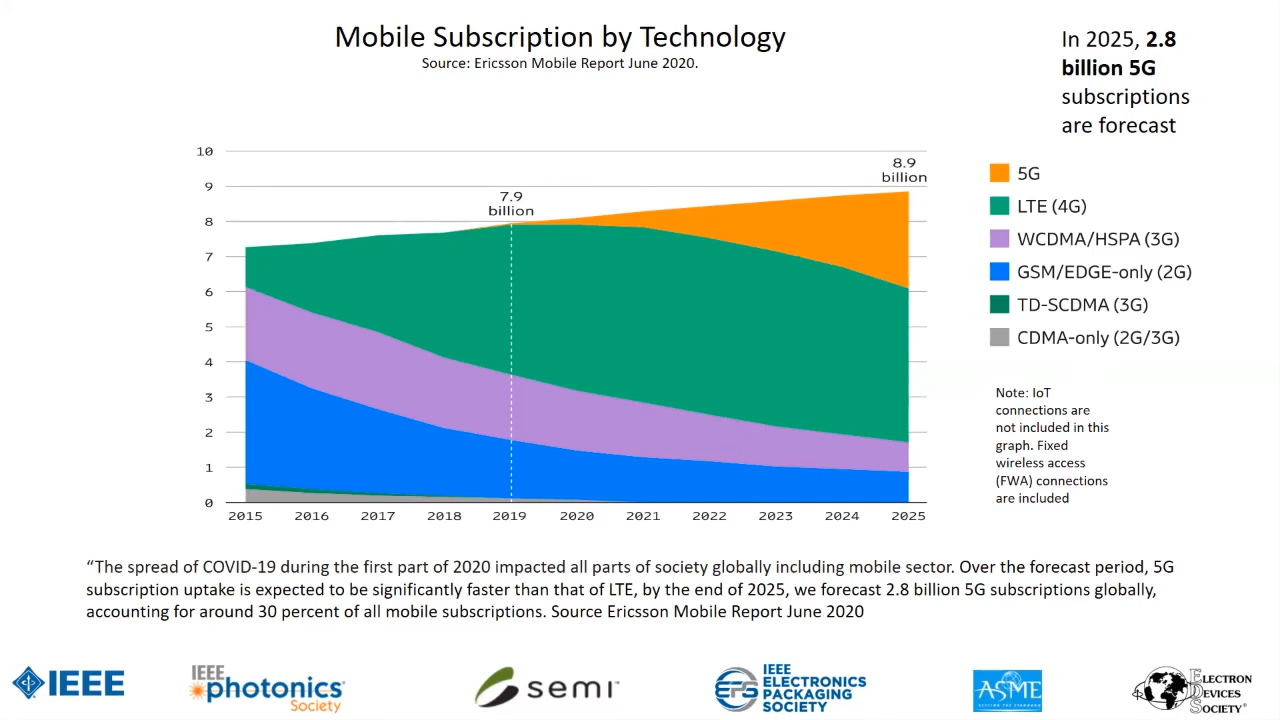 Mobile Subscription by Technology
Source: Ericsson Mobile Report June 2020.
In 2025, 2.8
billion 5G
subscriptions
are forecast
10
9
8
7
6
5
4
3
2
1
0
7.9
billion
8.9
billion
2015 2016 2017 2018 2019 2020 2021 2022 2023 2024 2025
5G
LTE (4G)
WCDMA/HSPA (3G)
GSM/EDGE-only (2G)
TD-SCDMA (3G)
CDMA-only (2G/3G)
Note: IoT
connections are
not included in this
graph. Fixed
wireless access
(FWA) connections
are included
“The spread of COVID-19 during the first part of 2020 impacted all parts of society globally including mobile sector. Over the forecast period, 5G
subscription uptake is expected to be significantly faster than that of LTE, by the end of 2025, we forecast 2.8 billion 5G subscriptions globally,
accounting for around 30 percent of all mobile subscriptions. Source Ericsson Mobile Report June 2020
IEEE
IEEE
photonics
Society
semi
EPS
IEEE
ELECTRONICS
PACKAGING
SOCIETY
ASME
SETTING THE STANDARD
ELECTRON
DEVICES
SOCIETY®